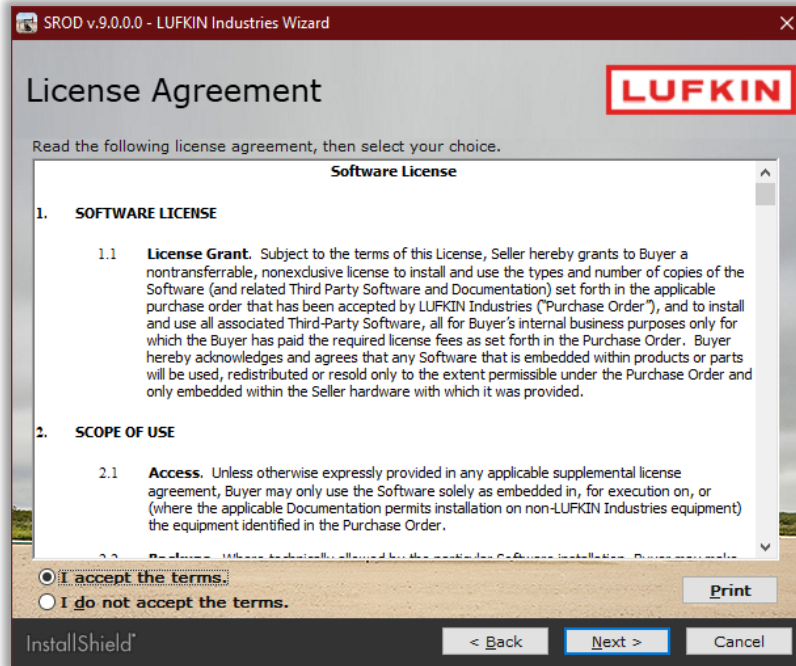 SROD v.9.0.0.0 - LUFKIN Industries Wizard
License Agreement
LUFKIN
Read the following license agreement, then select your choice.
Software License
1. SOFTWARE LICENSE
1.1 License Grant. Subject to the terms of this License, Seller hereby grants to Buyer a
nontransferrable, nonexclusive license to install and use the types and number of copies of the
Software (and related Third Party Software and Documentation) set forth in the applicable
purchase order that has been accepted by LUFKIN Industries ("Purchase Order"), and to install
and use all associated Third-Party Software, all for Buyer's internal business purposes only for
which the Buyer has paid the required license fees as set forth in the Purchase Order. Buyer
hereby acknowledges and agrees that any Software that is embedded within products or parts
will be used, redistributed or resold only to the extent permissible under the Purchase Order and
only embedded within the Seller hardware with which it was provided.
2. SCOPE OF USE
2.1 Access. Unless otherwise expressly provided in any applicable supplemental license
agreement, Buyer may only use the Software solely as embedded in, for execution on, or
(where the applicable Documentation permits installation on non-LUFKIN Industries equipment)
the equipment identified in the Purchase Order.
I accept the terms.
I do not accept the terms.
Print
InstallShield
< Back
Next >
Cancel